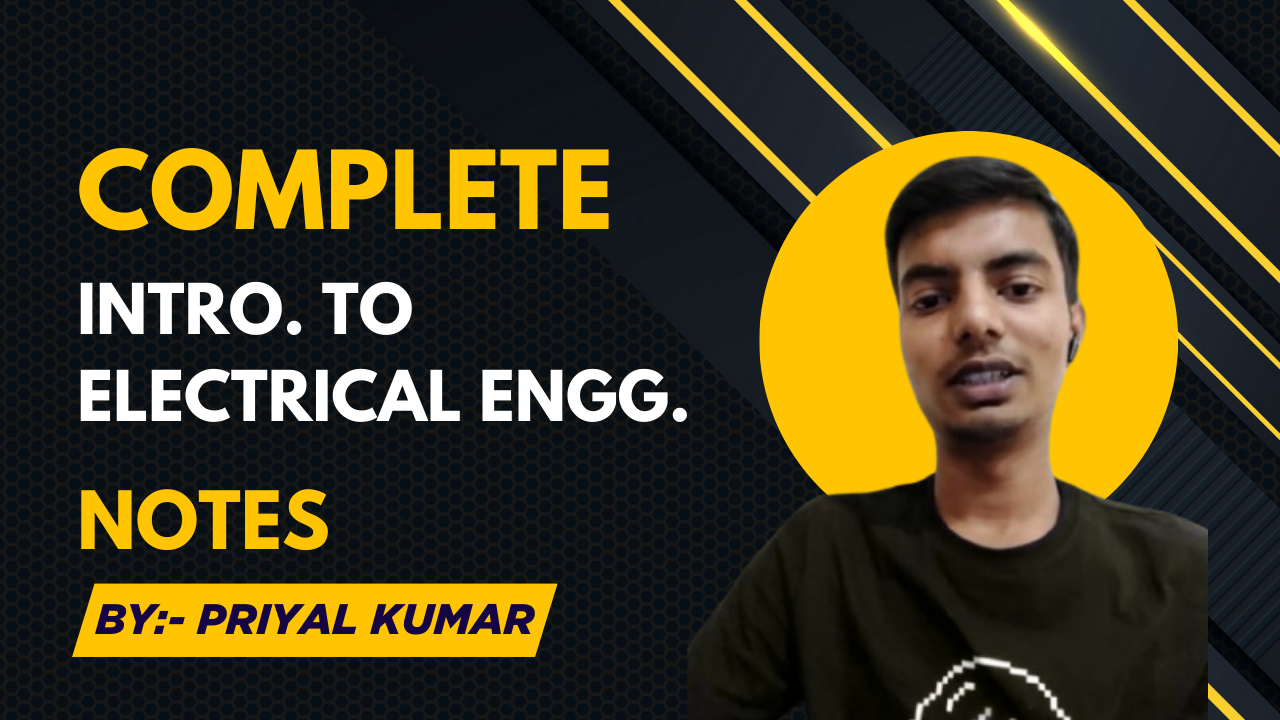 COMPLETE
INTRO. TO
ELECTRICAL ENGG.
NOTES
BY:- PRIYAL KUMAR